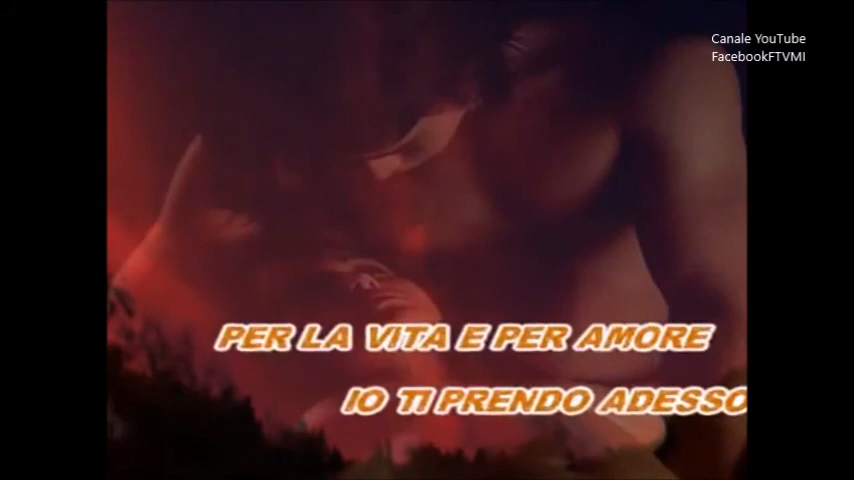 Canale YouTube
FacebookFTVMI
PER LA VITA E PER AMORE
IO TI PRENDO ADESSO